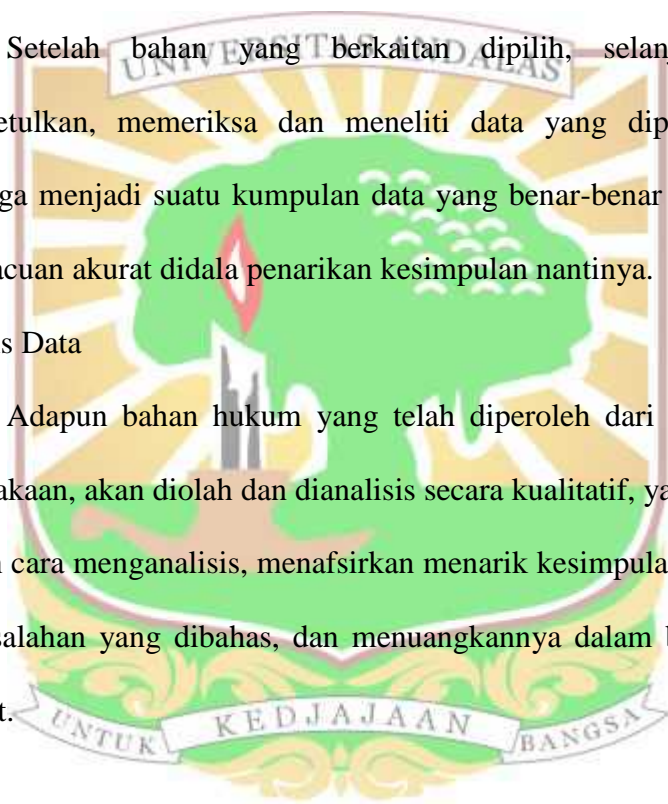 Setelah bahan yang berkaitan dipilih, selanj
UNIVERSITAS ANDALAS
etulkan, memeriksa dan meneliti data yang dip
ga menjadi suatu kumpulan data yang benar-benar
acuan akurat didala penarikan kesimpulan nantinya.
is Data
Adapun bahan hukum yang telah diperoleh dari
akaan, akan diolah dan dianalisis secara kualitatif, ya
n cara menganalisis, menafsirkan menarik kesimpula
salahan yang dibahas, dan menuangkannya dalam b
t.
UNTUK KEDJAJAAN BANGSA